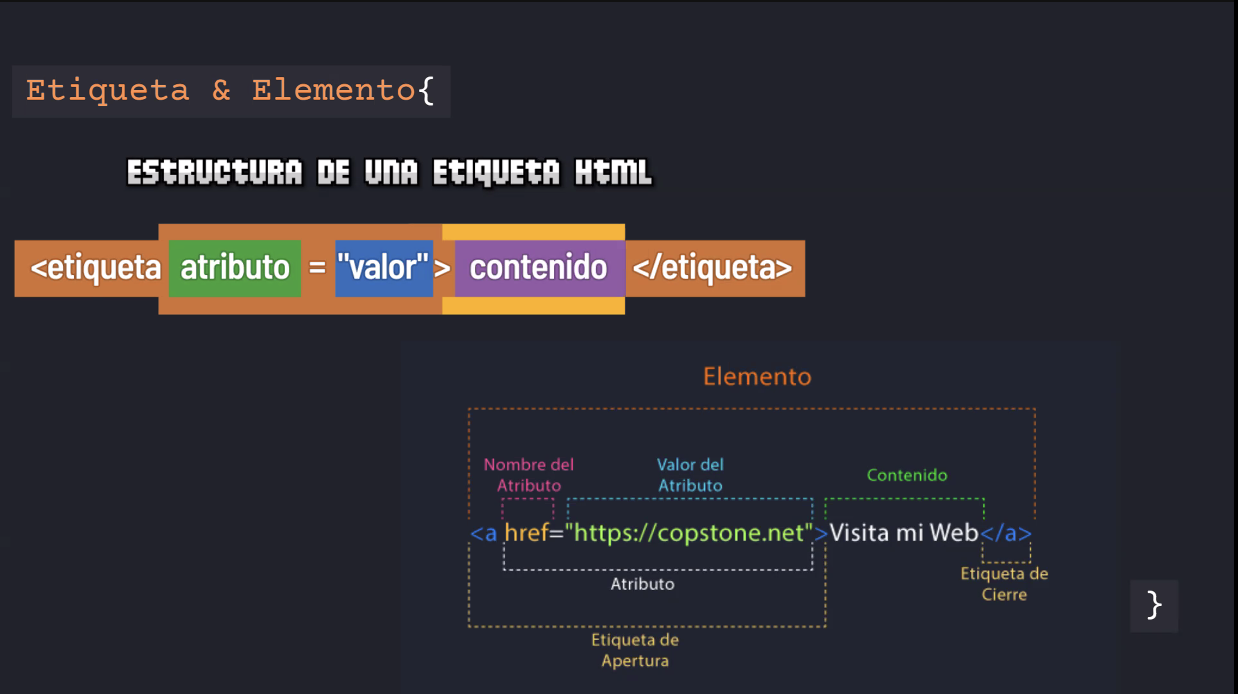 Etiqueta & Elemento{
ESTRUCTURA DE UNA ETIQUETA HTML
<etiqueta atributo = "valor"> contenido </etiqueta>
Elemento
Nombre del
Atributo
Valor del
Atributo
Contenido
<a href="https://copstone.net">Visita mi Web</a>
Atributo
Etiqueta de
Cierre
Etiqueta de
Apertura
}